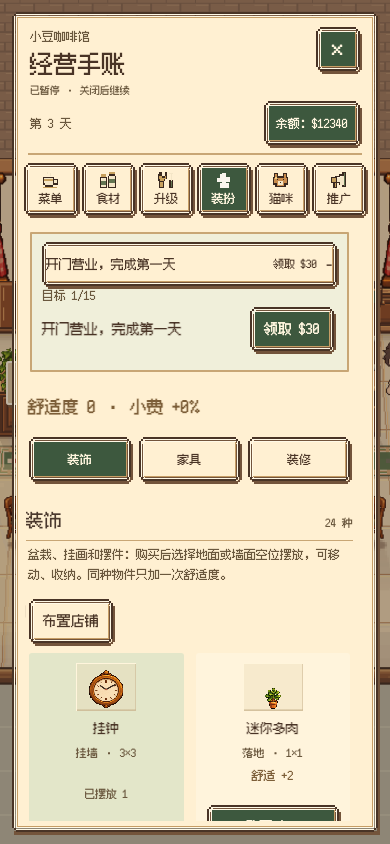 小豆咖啡馆
经营手账
已暂停 · 关闭后继续
第 3 天
余额: $12340
菜单
食材
升级
装扮
猫咪
推广
开门营业, 完成第一天
领取 $30 −
目标 1/15
开门营业, 完成第一天
领取 $30
舒适度 0 · 小费 +0%
装饰
家具
装修
装饰
24 种
盆栽、挂画和摆件: 购买后选择地面或墙面空位摆放, 可移
动、收纳。同种物件只加一次舒适度。
布置店铺
挂钟
挂墙 · 3×3
已摆放 1
迷你多肉
落地 · 1×1
舒适 +2